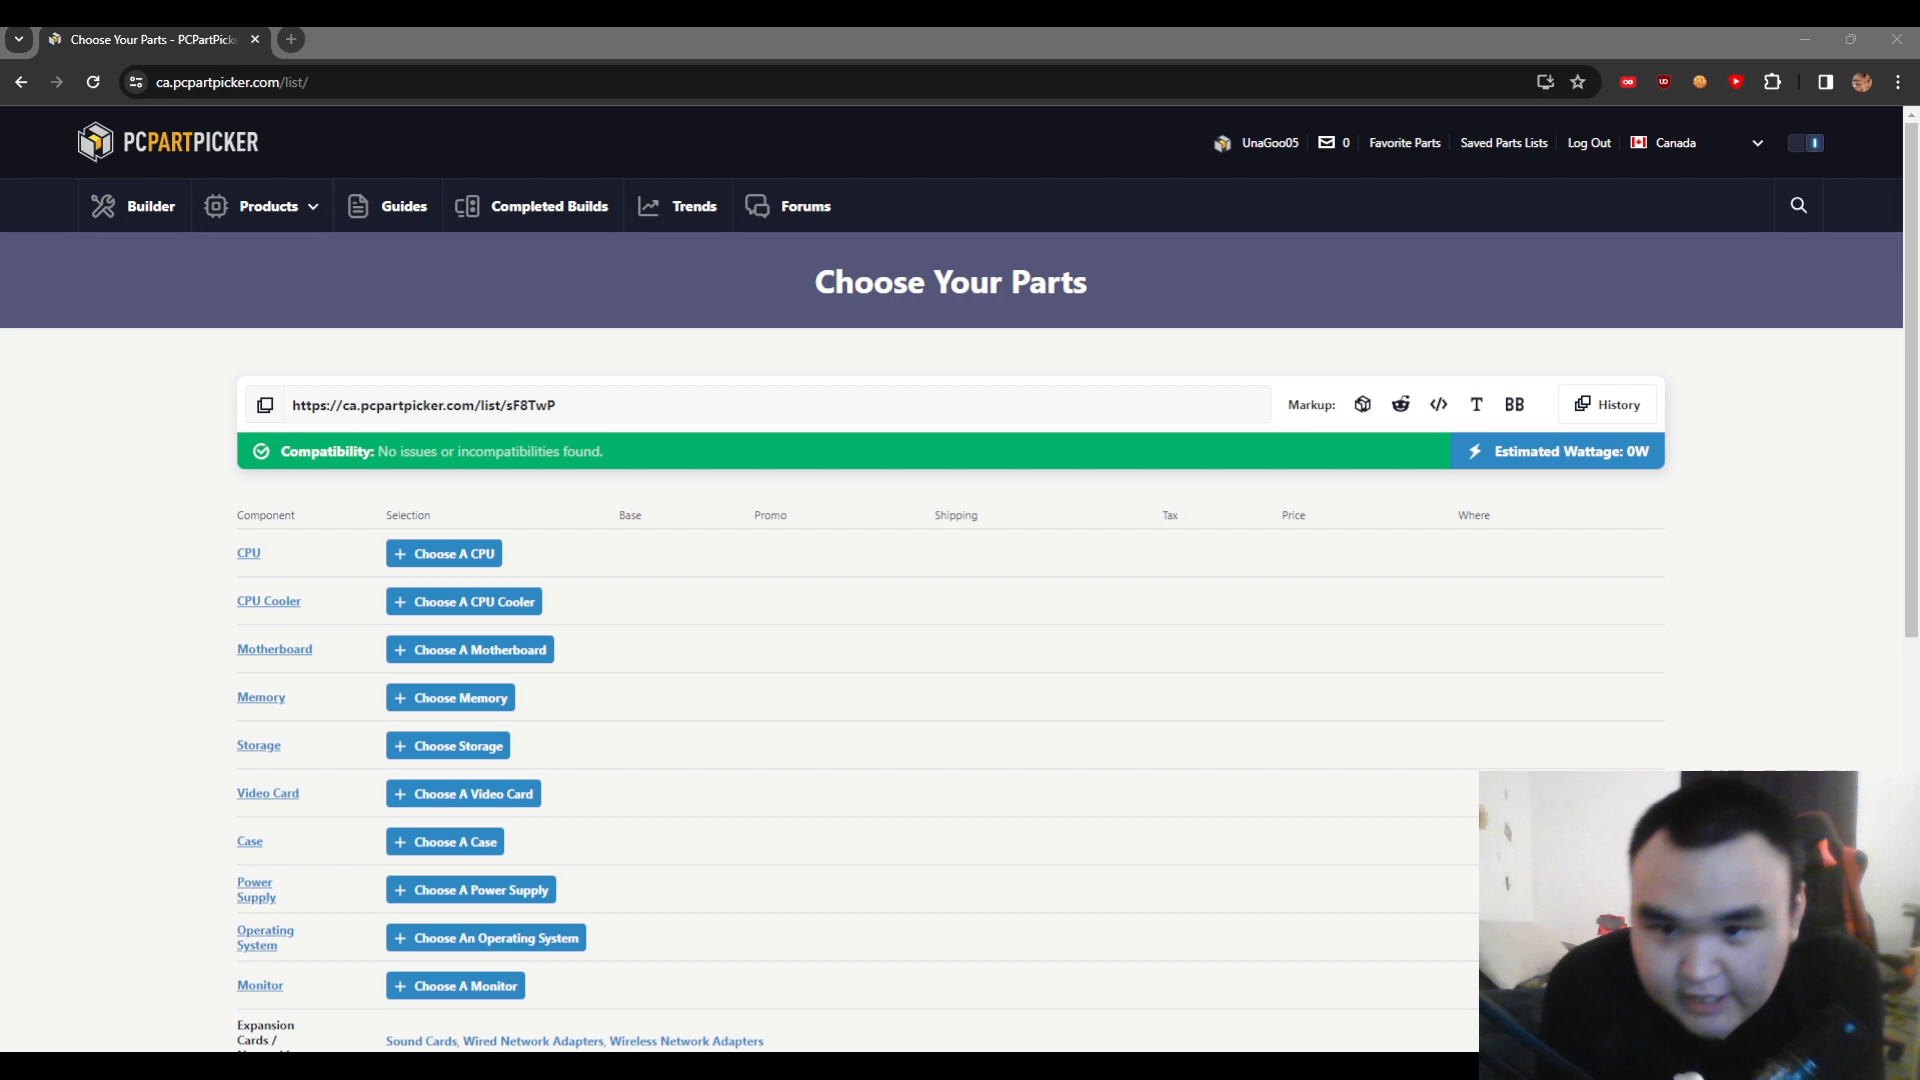 Choose Your Parts - PCPartPicke
ca.pcpartpicker.com/list/
PCPARTPICKER
UnaGoo05
0
Favorite Parts
Saved Parts Lists
Log Out
Canada
Builder
Products
Guides
Completed Builds
Trends
Forums
Choose Your Parts
https://ca.pcpartpicker.com/list/sF8TwP
Markup:
T
BB
History
Compatibility: No issues or incompatibilities found.
Estimated Wattage: 0W
Component
Selection
Base
Promo
Shipping
Tax
Price
Where
CPU
Choose A CPU
CPU Cooler
Choose A CPU Cooler
Motherboard
Choose A Motherboard
Memory
Choose Memory
Storage
Choose Storage
Video Card
Choose A Video Card
Case
Choose A Case
Power
Supply
Choose A Power Supply
Operating
System
Choose An Operating System
Monitor
Choose A Monitor
Expansion
Cards /
Sound Cards, Wired Network Adapters, Wireless Network Adapters